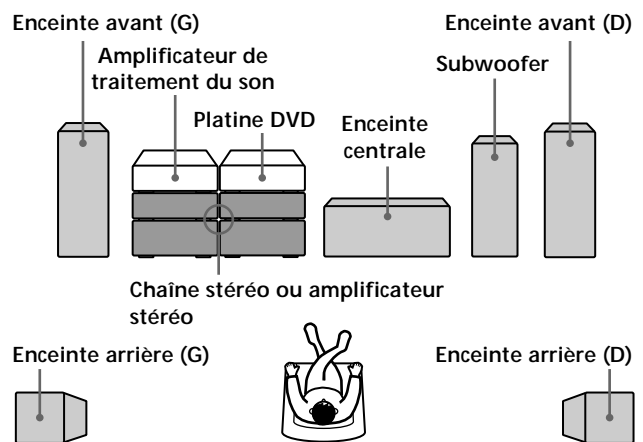 Enceinte avant (G)
Enceinte avant (D)
Amplificateur de
traitement du son
Subwoofer
Platine DVD
Enceinte
centrale
Chaîne stéréo ou amplificateur
stéréo
Enceinte arrière (G)
Enceinte arrière (D)